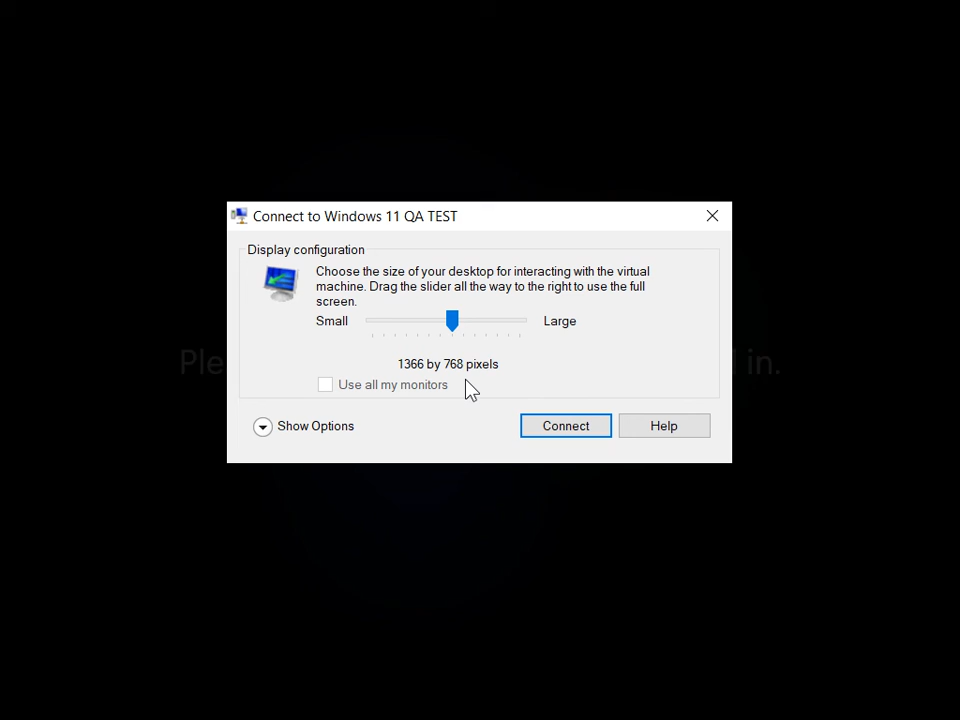 Connect to Windows 11 QA TEST
Display configuration
Choose the size of your desktop for interacting with the virtual
machine. Drag the slider all the way to the right to use the full
screen.
Small Large
1366 by 768 pixels
Use all my monitors
Show Options Connect Help
in.